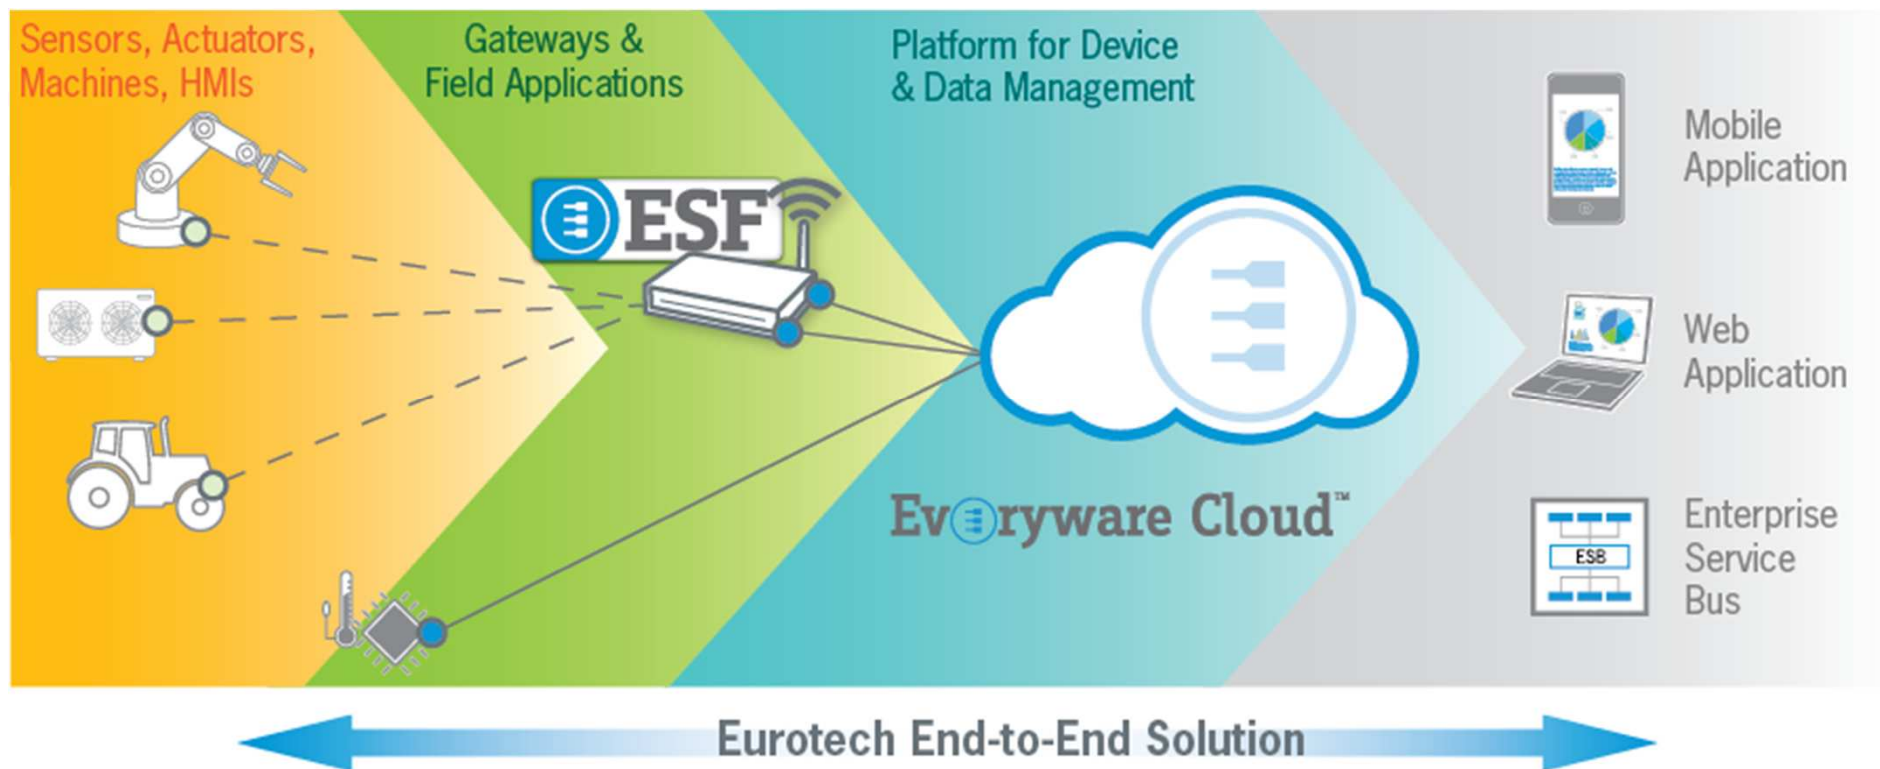 Sensors, Actuators,
Machines, HMIs
Gateways &
Field Applications
Platform for Device
& Data Management
ESF
Everyware Cloud™
Mobile
Application
Web
Application
ESB
Enterprise
Service
Bus
Eurotech End-to-End Solution